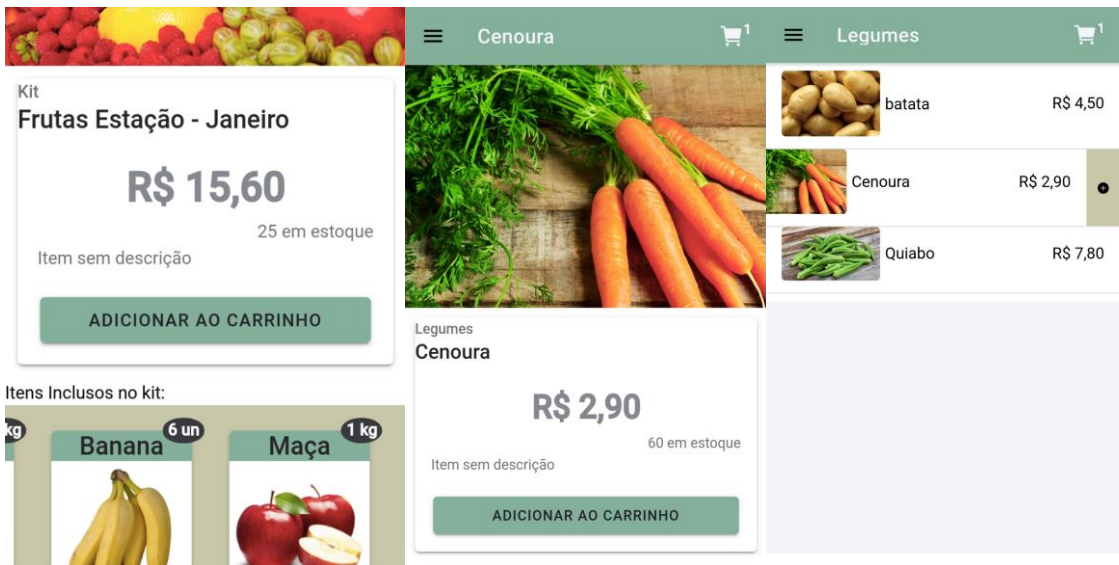 Kit
Frutas Estação - Janeiro
R$ 15,60
25 em estoque
Item sem descrição
ADICIONAR AO CARRINHO
Itens Inclusos no kit:
kg
Banana
6 un
Maça
1 kg
Cenoura
1
Legumes
Cenoura
R$ 2,90
60 em estoque
Item sem descrição
ADICIONAR AO CARRINHO
Legumes
1
batata R$ 4,50
Cenoura R$ 2,90
Quiabo R$ 7,80